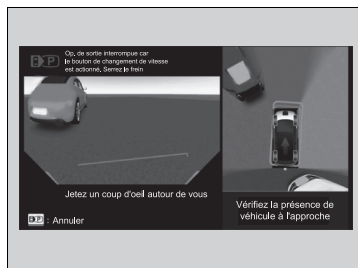 P
Op, de sortie interrompue car
le bouton de changement de vitesse
est actionné, Serrez le frein
Jetez un coup d'oeil autour de vous
Vérifiez la présence de
véhicule à l'approche
P : Annuler